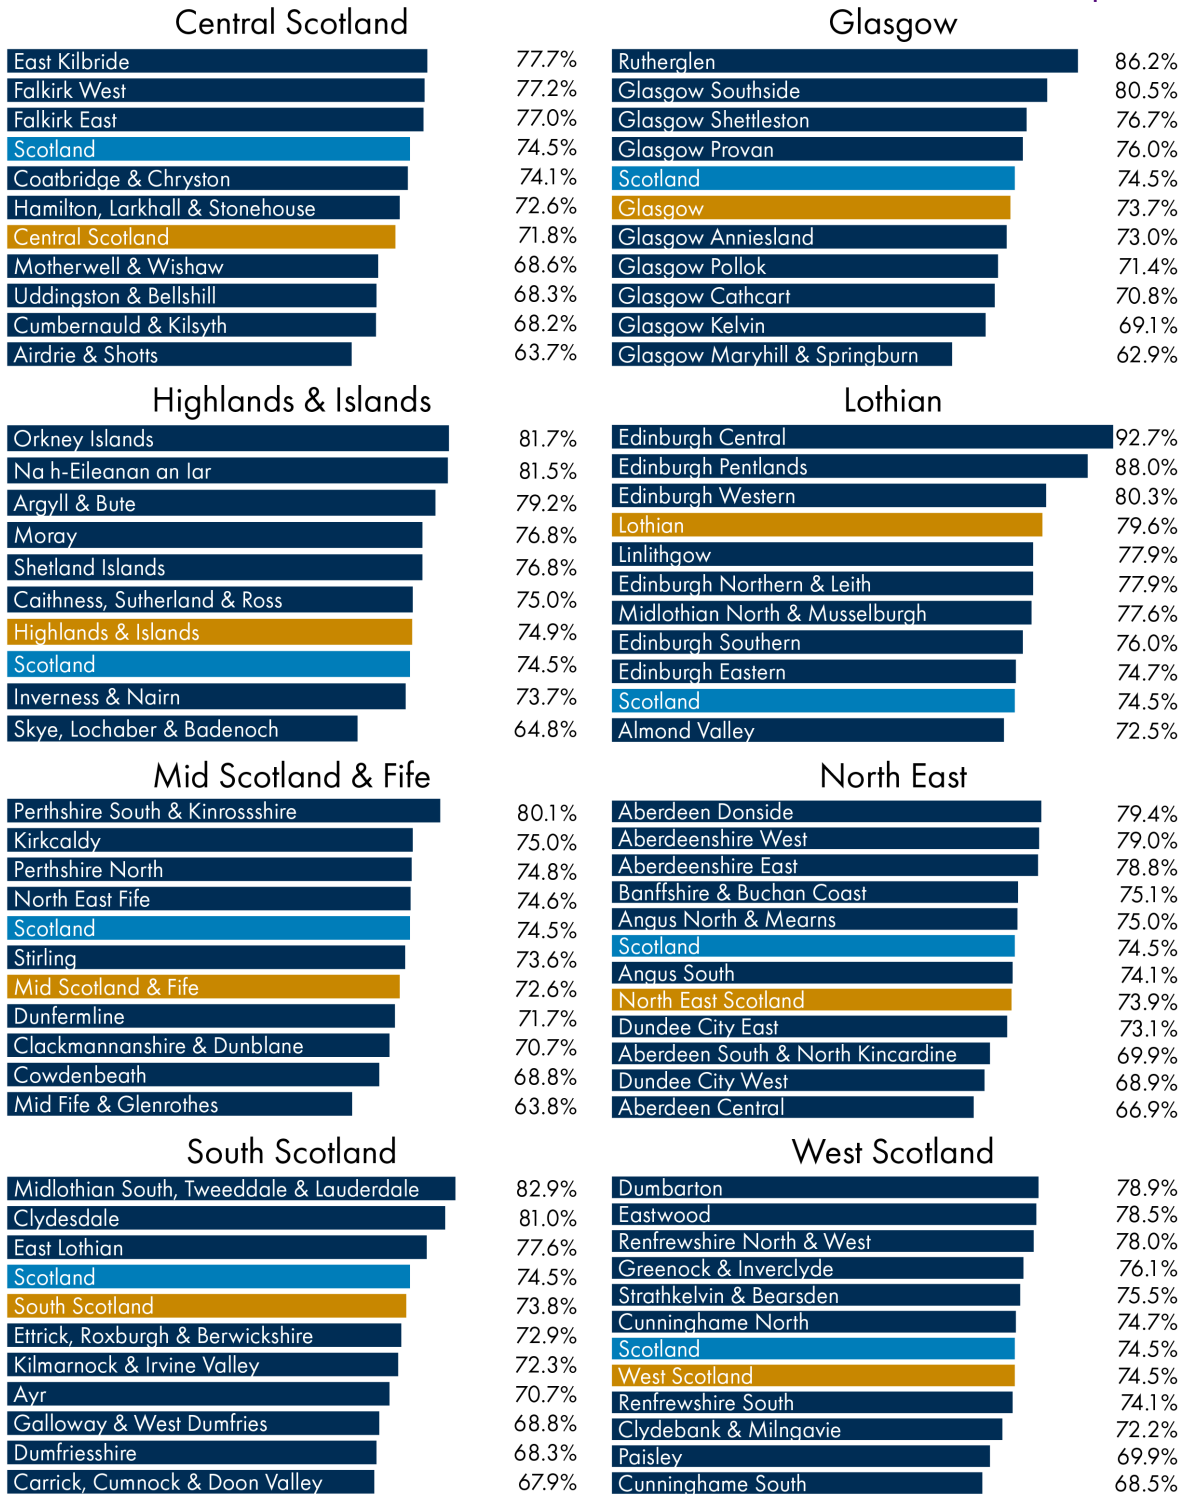 Central Scotland
East Kilbride 77.7%
Falkirk West 77.2%
Falkirk East 77.0%
Scotland 74.5%
Coatbridge & Chryston 74.1%
Hamilton, Larkhall & Stonehouse 72.6%
Central Scotland 71.8%
Motherwell & Wishaw 68.6%
Uddingston & Bellshill 68.3%
Cumbernauld & Kilsyth 68.2%
Airdrie & Shotts 63.7%
Glasgow
Rutherglen 86.2%
Glasgow Southside 80.5%
Glasgow Shettleston 76.7%
Glasgow Provan 76.0%
Scotland 74.5%
Glasgow 73.7%
Glasgow Anniesland 73.0%
Glasgow Pollok 71.4%
Glasgow Cathcart 70.8%
Glasgow Kelvin 69.1%
Glasgow Maryhill & Springburn 62.9%
Highlands & Islands
Orkney Islands 81.7%
Na h-Eileanan an Iar 81.5%
Argyll & Bute 79.2%
Moray 76.8%
Shetland Islands 76.8%
Caithness, Sutherland & Ross 75.0%
Highlands & Islands 74.9%
Scotland 74.5%
Inverness & Nairn 73.7%
Skye, Lochaber & Badenoch 64.8%
Lothian
Edinburgh Central 92.7%
Edinburgh Pentlands 88.0%
Edinburgh Western 80.3%
Lothian 79.6%
Linlithgow 77.9%
Edinburgh Northern & Leith 77.9%
Midlothian North & Musselburgh 77.6%
Edinburgh Southern 76.0%
Edinburgh Eastern 74.7%
Scotland 74.5%
Almond Valley 72.5%
Mid Scotland & Fife
Perthshire South & Kinrossshire 80.1%
Kirkcaldy 75.0%
Perthshire North 74.8%
North East Fife 74.6%
Scotland 74.5%
Stirling 73.6%
Mid Scotland & Fife 72.6%
Dunfermline 71.7%
Clackmannanshire & Dunblane 70.7%
Cowdenbeath 68.8%
Mid Fife & Glenrothes 63.8%
North East
Aberdeen Donside 79.4%
Aberdeenshire West 79.0%
Aberdeenshire East 78.8%
Banffshire & Buchan Coast 75.1%
Angus North & Mearns 75.0%
Scotland 74.5%
Angus South 74.1%
North East Scotland 73.9%
Dundee City East 73.1%
Aberdeen South & North Kincardine 69.9%
Dundee City West 68.9%
Aberdeen Central 66.9%
South Scotland
Midlothian South, Tweeddale & Lauderdale 82.9%
Clydesdale 81.0%
East Lothian 77.6%
Scotland 74.5%
South Scotland 73.8%
Ettrick, Roxburgh & Berwickshire 72.9%
Kilmarnock & Irvine Valley 72.3%
Ayr 70.7%
Galloway & West Dumfries 68.8%
Dumfriesshire 68.3%
Carrick, Cumnock & Doon Valley 67.9%
West Scotland
Dumbarton 78.9%
Eastwood 78.5%
Renfrewshire North & West 78.0%
Greenock & Inverclyde 76.1%
Strathkelvin & Bearsden 75.5%
Cunninghame North 74.7%
Scotland 74.5%
West Scotland 74.5%
Renfrewshire South 74.1%
Clydebank & Milngavie 72.2%
Paisley 69.9%
Cunninghame South 68.5%